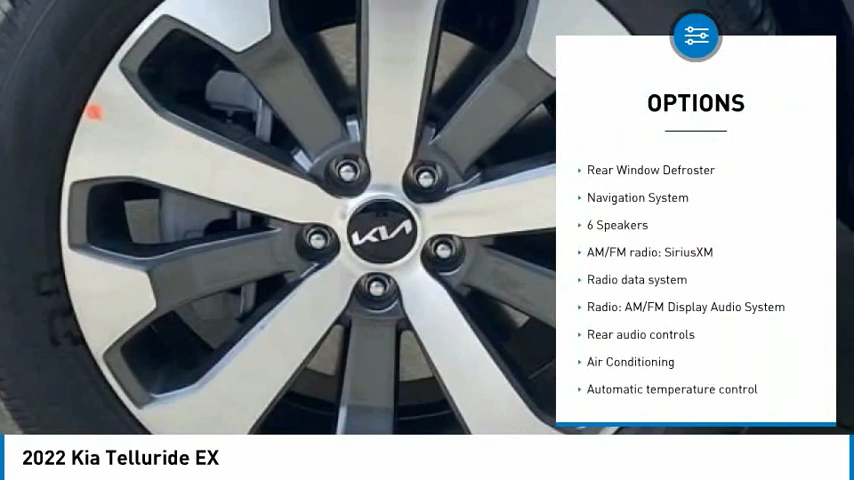 KIA
OPTIONS
Rear Window Defroster
Navigation System
6 Speakers
AM/FM radio: SiriusXM
Radio data system
Radio: AM/FM Display Audio System
Rear audio controls
Air Conditioning
Automatic temperature control
2022 Kia Telluride EX